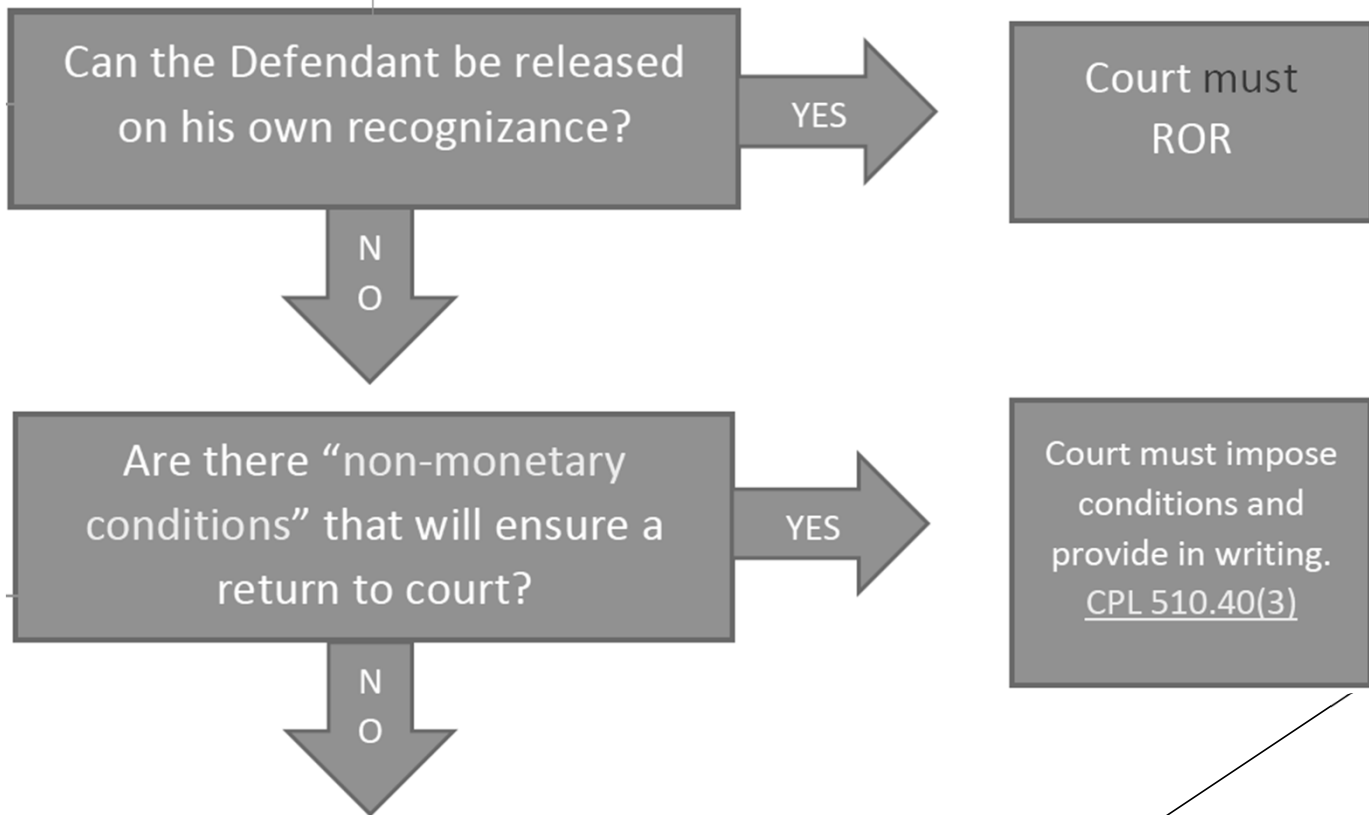 Can the Defendant be released
on his own recognizance?
YES
Court must
ROR
N
O
Are there “non-monetary
conditions” that will ensure a
return to court?
YES
Court must impose
conditions and
provide in writing.
CPL 510.40(3)
N
O